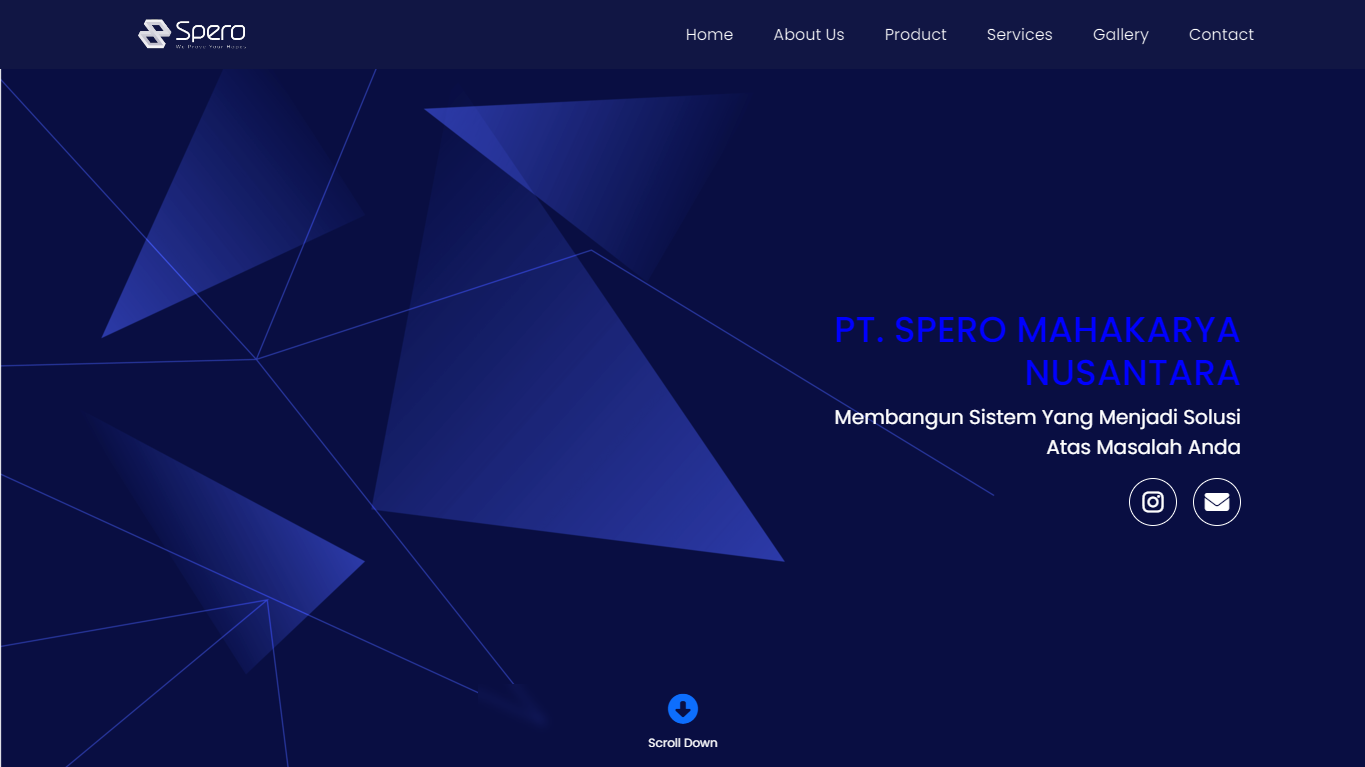 Spero
We Prove Your Hopes
Home
About Us
Product
Services
Gallery
Contact
PT. SPERO MAHAKARYA
NUSANTARA
Membangun Sistem Yang Menjadi Solusi
Atas Masalah Anda
Scroll Down